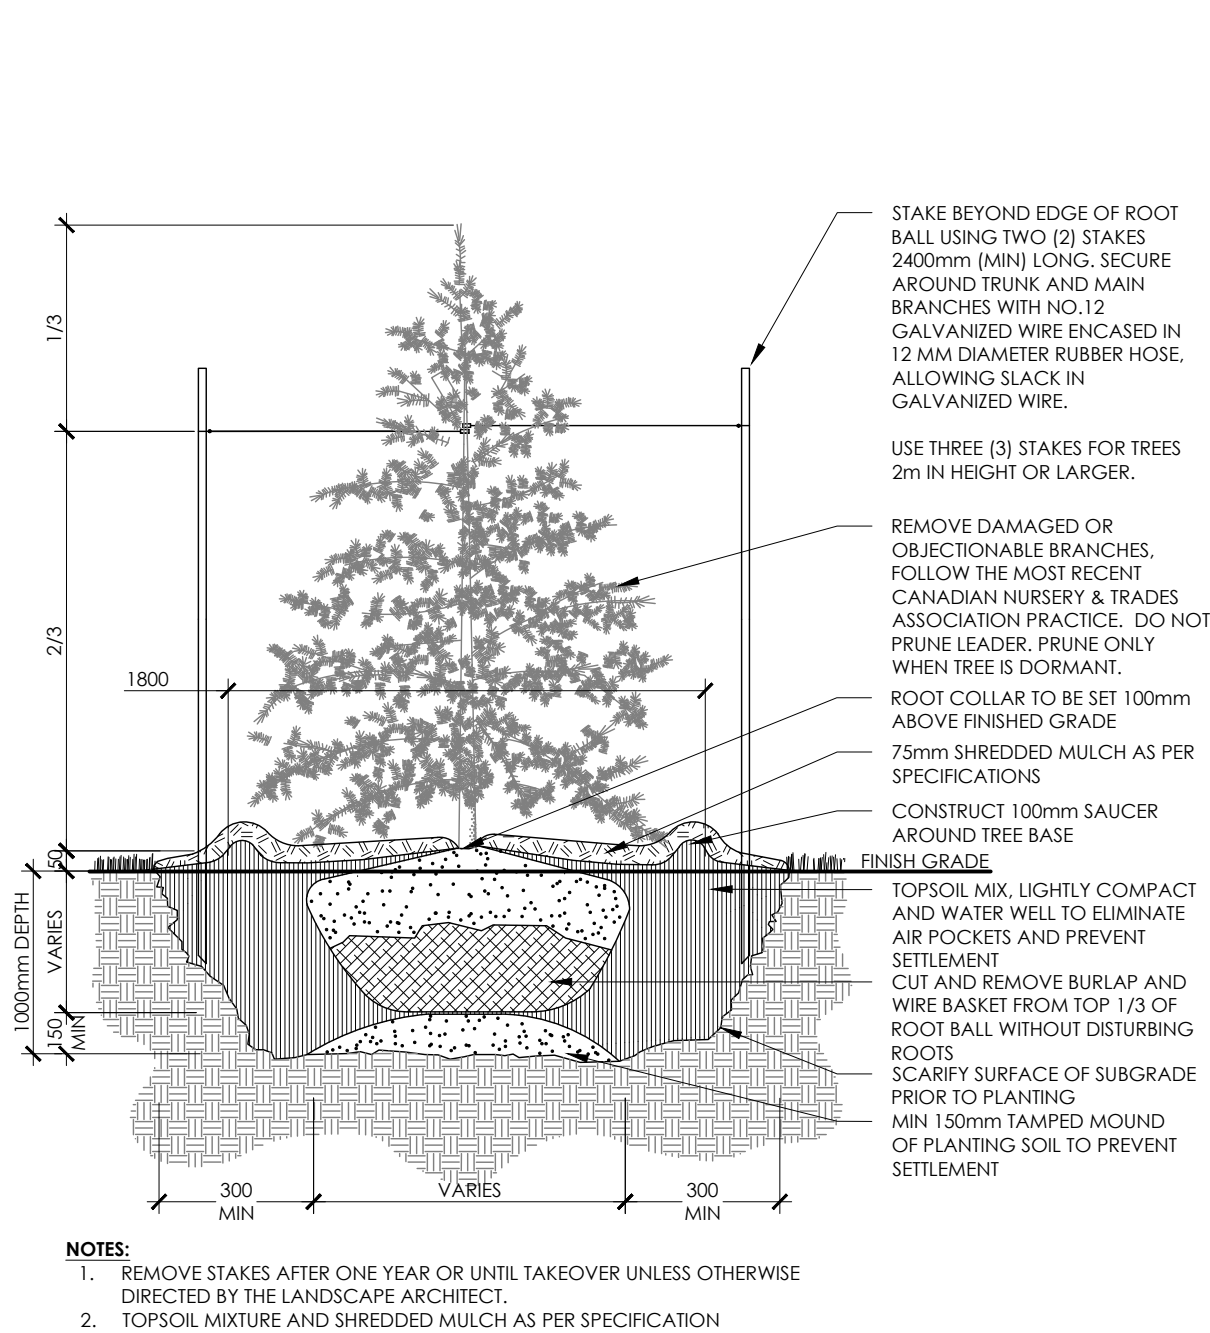 STAKE BEYOND EDGE OF ROOT
BALL USING TWO (2) STAKES
2400mm (MIN) LONG. SECURE
AROUND TRUNK AND MAIN
BRANCHES WITH NO.12
GALVANIZED WIRE ENCASED IN
12 MM DIAMETER RUBBER HOSE,
ALLOWING SLACK IN
GALVANIZED WIRE.
USE THREE (3) STAKES FOR TREES
2m IN HEIGHT OR LARGER.
REMOVE DAMAGED OR
OBJECTIONABLE BRANCHES,
FOLLOW THE MOST RECENT
CANADIAN NURSERY & TRADES
ASSOCIATION PRACTICE. DO NOT
PRUNE LEADER. PRUNE ONLY
WHEN TREE IS DORMANT.
ROOT COLLAR TO BE SET 100mm
ABOVE FINISHED GRADE
75mm SHREDDED MULCH AS PER
SPECIFICATIONS
CONSTRUCT 100mm SAUCER
AROUND TREE BASE
FINISH GRADE
TOPSOIL MIX, LIGHTLY COMPACT
AND WATER WELL TO ELIMINATE
AIR POCKETS AND PREVENT
SETTLEMENT
CUT AND REMOVE BURLAP AND
WIRE BASKET FROM TOP 1/3 OF
ROOT BALL WITHOUT DISTURBING
ROOTS
SCARIFY SURFACE OF SUBGRADE
PRIOR TO PLANTING
MIN 150mm TAMPED MOUND
OF PLANTING SOIL TO PREVENT
SETTLEMENT
1/3
2/3
1800
50
1000mm DEPTH
VARIES
150
MIN
300
MIN
VARIES
300
MIN
NOTES:
1. REMOVE STAKES AFTER ONE YEAR OR UNTIL TAKEOVER UNLESS OTHERWISE
DIRECTED BY THE LANDSCAPE ARCHITECT.
2. TOPSOIL MIXTURE AND SHREDDED MULCH AS PER SPECIFICATION